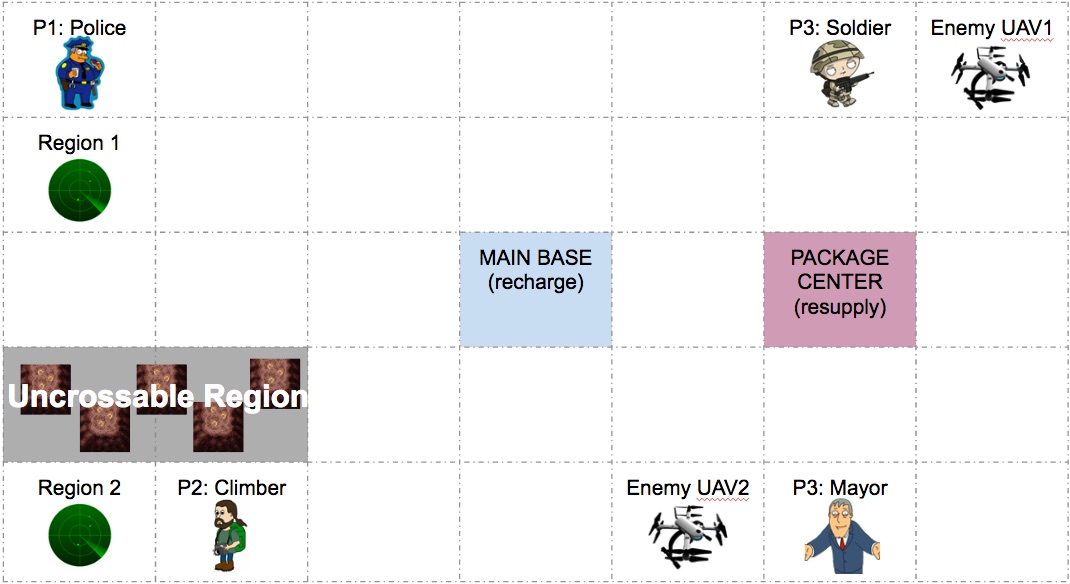 P1: Police
P3: Soldier
Enemy UAV1
Region 1
MAIN BASE
(recharge)
PACKAGE
CENTER
(resupply)
Uncrossable Region
Region 2
P2: Climber
Enemy UAV2
P3: Mayor